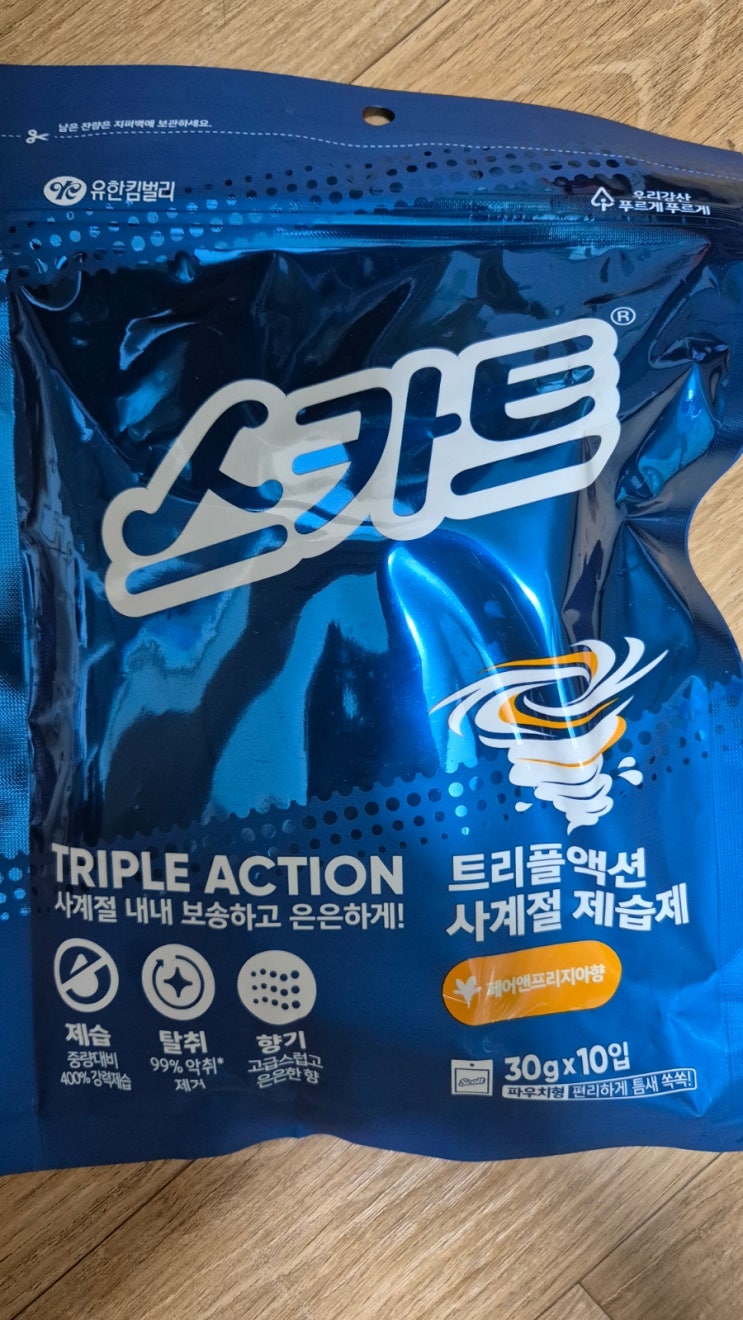 남은 잔량은 지퍼백에 보관하세요.
유한킴벌리
우리강산
푸르게 푸르게
스카트®
TRIPLE ACTION
사계절 내내 보송하고 은은하게!
제습
중량대비
400% 강력제습
탈취
99% 악취*
제거
향기
고급스럽고
은은한 향
트리플액션
사계절 제습제
페어앤프리지아향
Scott
30g x 10입
파우치형 편리하게 틈새 쏙쏙!